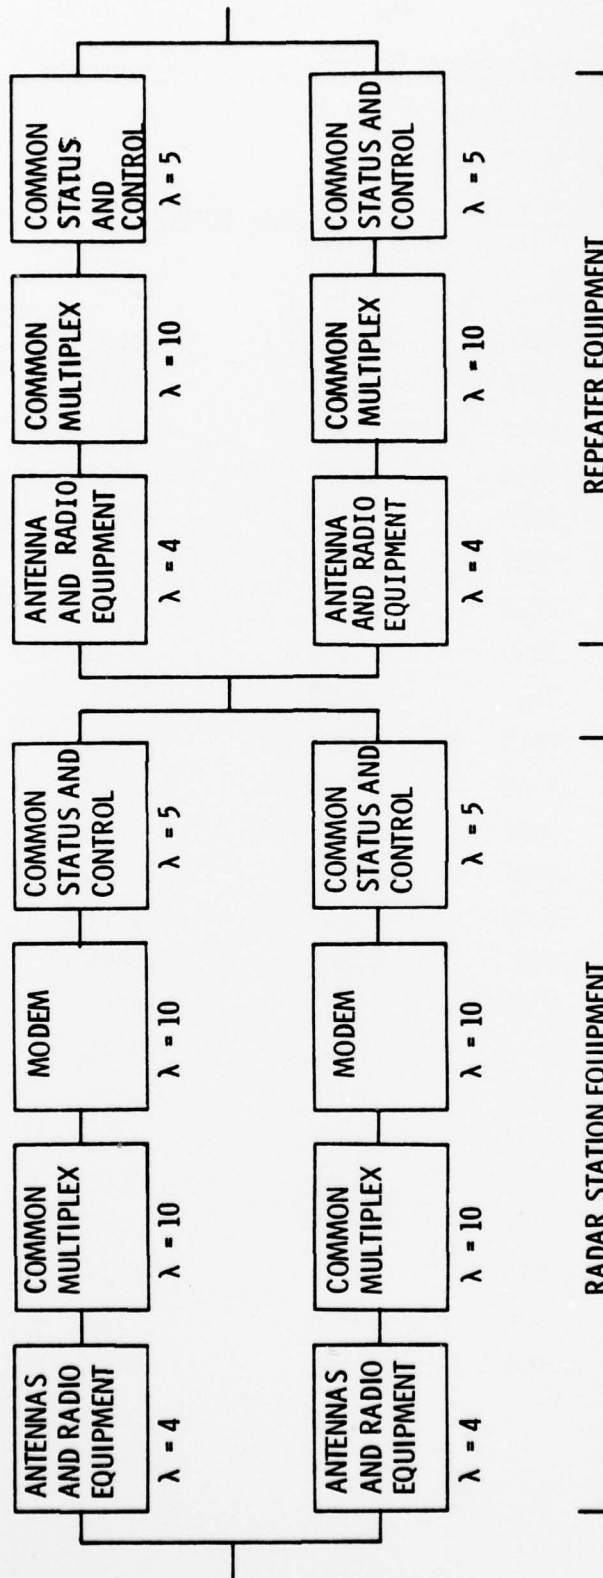 ANTENNAS
AND RADIO
EQUIPMENT
λ = 4
COMMON
MULTIPLEX
λ = 10
MODEM
λ = 10
COMMON
STATUS AND
CONTROL
λ = 5
ANTENNA
AND RADIO
EQUIPMENT
λ = 4
COMMON
MULTIPLEX
λ = 10
COMMON
STATUS
AND
CONTROL
λ = 5
ANTENNAS
AND RADIO
EQUIPMENT
λ = 4
COMMON
MULTIPLEX
λ = 10
MODEM
λ = 10
COMMON
STATUS AND
CONTROL
λ = 5
ANTENNA
AND RADIO
EQUIPMENT
λ = 4
COMMON
MULTIPLEX
λ = 10
COMMON
STATUS AND
CONTROL
λ = 5
RADAR STATION EQUIPMENT
REPEATER EQUIPMENT